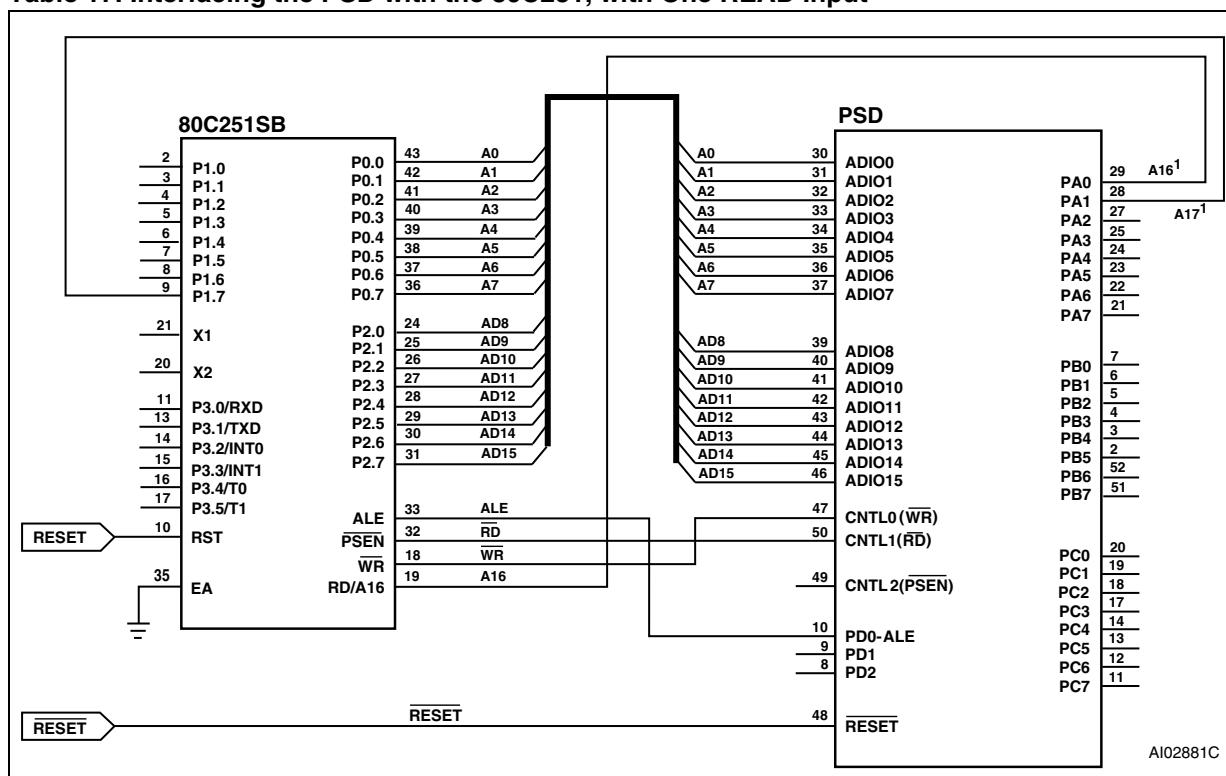 Table 17. Interfacing the PSD with the 80C251, with One READ Input
80C251SB
2 P1.0
3 P1.1
4 P1.2
5 P1.3
6 P1.4
7 P1.5
8 P1.6
9 P1.7
21 X1
20 X2
11 P3.0/RXD
13 P3.1/TXD
14 P3.2/INT0
15 P3.3/INT1
16 P3.4/T0
17 P3.5/T1
RESET 10 RST
35 EA
P0.0 43 A0
P0.1 42 A1
P0.2 41 A2
P0.3 40 A3
P0.4 39 A4
P0.5 38 A5
P0.6 37 A6
P0.7 36 A7
P2.0 24 AD8
P2.1 25 AD9
P2.2 26 AD10
P2.3 27 AD11
P2.4 28 AD12
P2.5 29 AD13
P2.6 30 AD14
P2.7 31 AD15
ALE 33 ALE
PSEN 32 RD
WR 18 WR
RD/A16 19 A16
PSD
A0 30 ADIO0
A1 31 ADIO1
A2 32 ADIO2
A3 33 ADIO3
A4 34 ADIO4
A5 35 ADIO5
A6 36 ADIO6
A7 37 ADIO7
AD8 39 ADIO8
AD9 40 ADIO9
AD10 41 ADIO10
AD11 42 ADIO11
AD12 43 ADIO12
AD13 44 ADIO13
AD14 45 ADIO14
AD15 46 ADIO15
47 CNTL0(WR)
50 CNTL1(RD)
49 CNTL2(PSEN)
10 PD0-ALE
9 PD1
8 PD2
RESET RESET 48 RESET
PA0 29 A16¹
PA1 28 A17¹
PA2 27
PA3 25
PA4 24
PA5 23
PA6 22
PA7 21
PB0 7
PB1 6
PB2 5
PB3 4
PB4 3
PB5 2
PB6 52
PB7 51
PC0 20
PC1 19
PC2 18
PC3 17
PC4 14
PC5 13
PC6 12
PC7 11
AI02881C